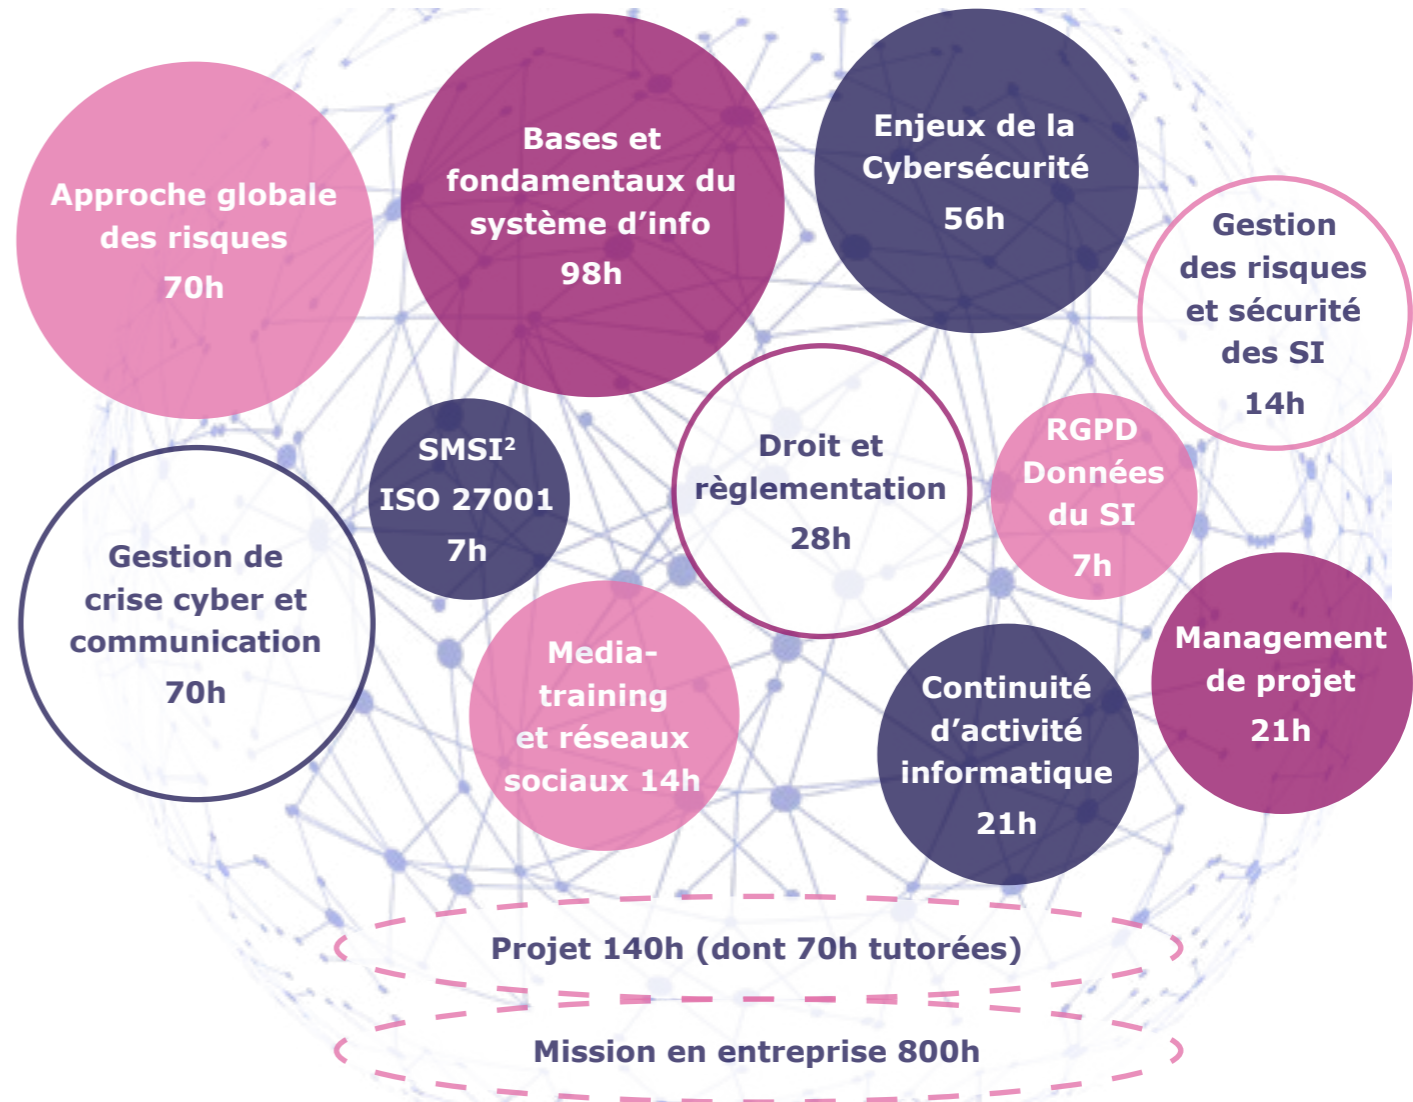 Approche globale
des risques
70h
Bases et
fondamentaux du
système d’info
98h
Enjeux de la
Cybersécurité
56h
Gestion
des risques
et sécurité
des SI
14h
Gestion de
crise cyber et
communication
70h
SMSI²
ISO 27001
7h
Droit et
règlementation
28h
RGPD
Données
du SI
7h
Media-
training
et réseaux
sociaux 14h
Continuité
d’activité
informatique
21h
Management
de projet
21h
Projet 140h (dont 70h tutorées)
Mission en entreprise 800h